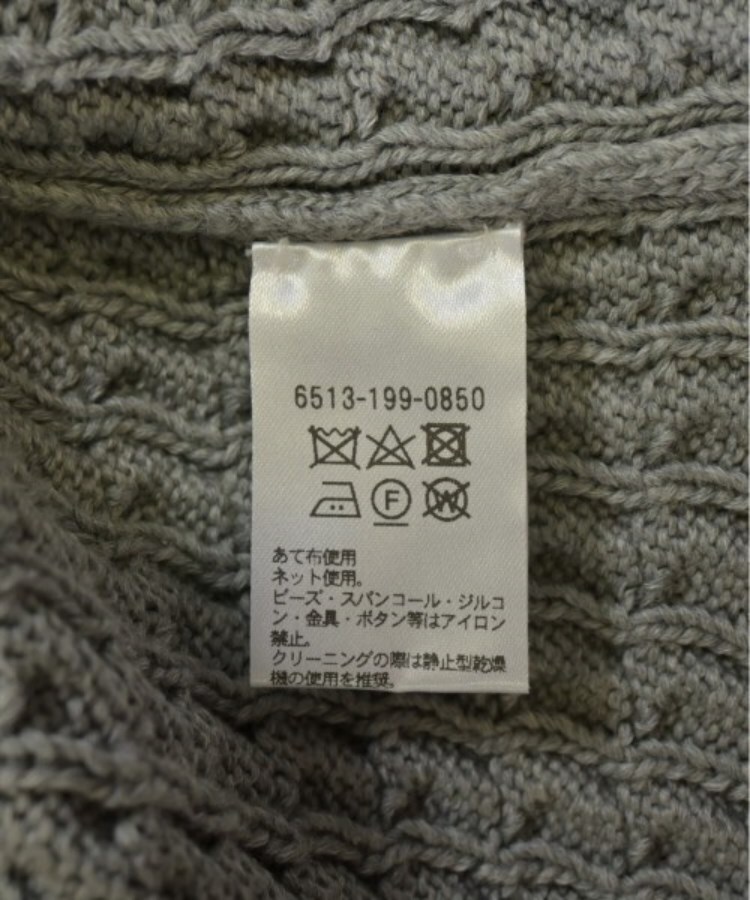 6513-199-0850
F W
あて布使用
ネット使用。
ビーズ・スパンコール・ジルコ
ン・金具・ボタン等はアイロン
禁止。
クリーニングの際は静止型乾燥
機の使用を推奨。